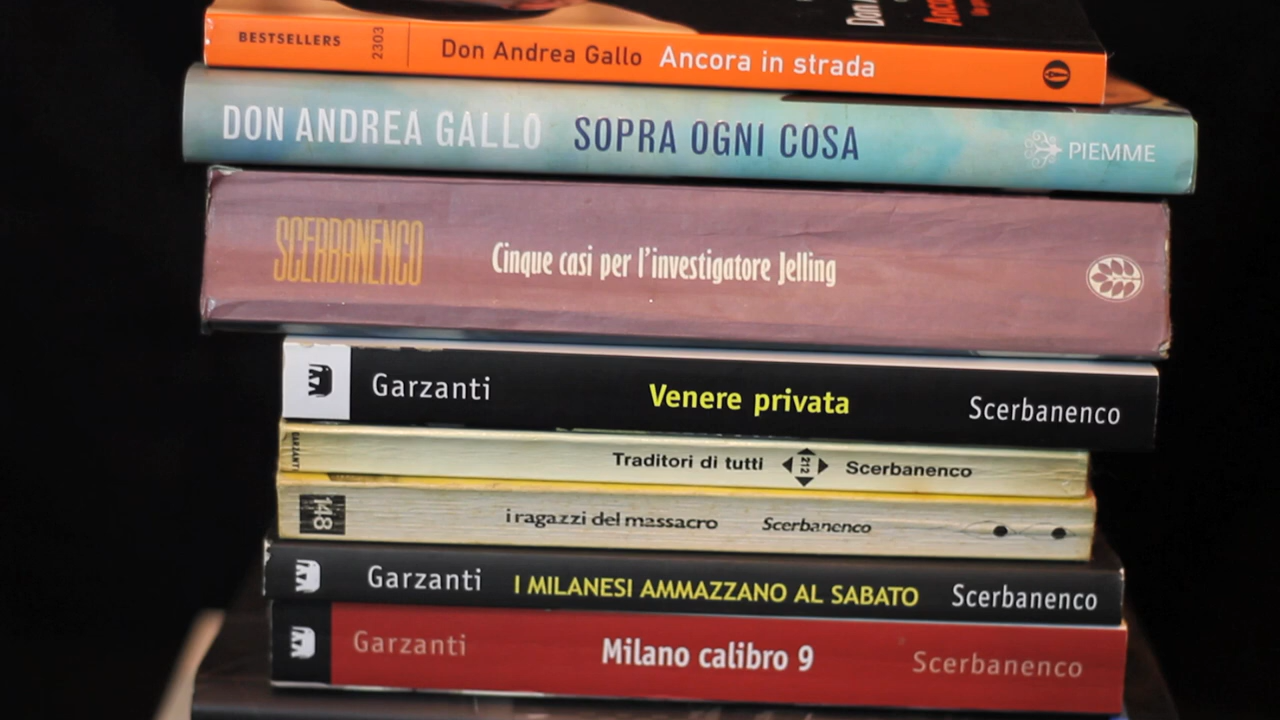 Don A
BESTSELLERS 2303 Don Andrea Gallo Ancora in strada
DON ANDREA GALLO SOPRA OGNI COSA PIEMME
SCERBANENCO Cinque casi per l'investigatore Jelling
Garzanti Venere privata Scerbanenco
GARZANTI Traditori di tutti 212 Scerbanenco
148 i ragazzi del massacro Scerbanenco
Garzanti I MILANESI AMMAZZANO AL SABATO Scerbanenco
Garzanti Milano calibro 9 Scerbanenco